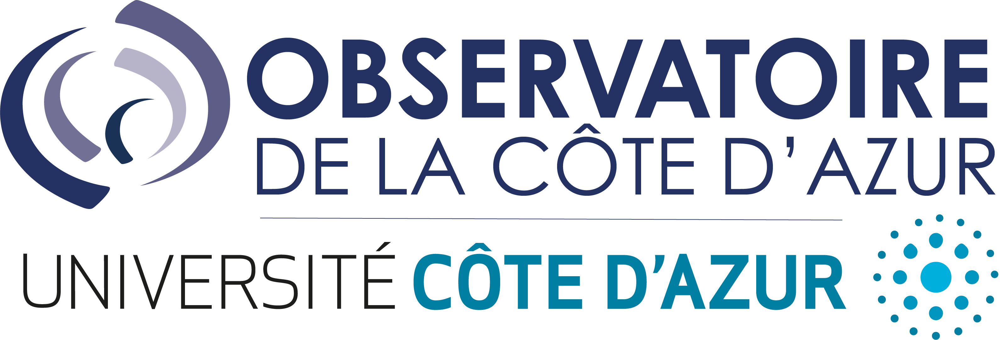 OBSERVATOIRE
DE LA CÔTE D'AZUR
UNIVERSITÉ CÔTE D'AZUR